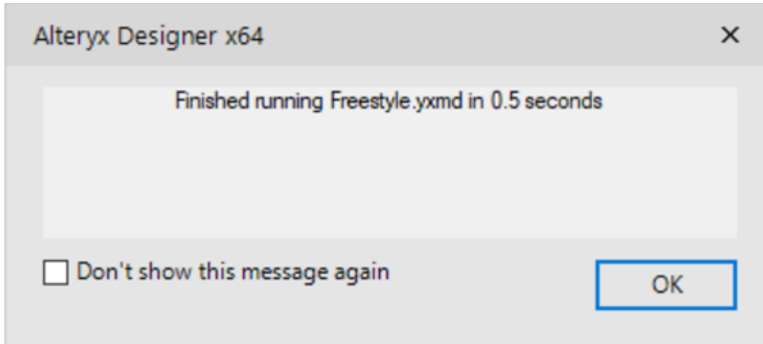 Alteryx Designer x64
Finished running Freestyle.yxmd in 0.5 seconds
Don't show this message again
OK